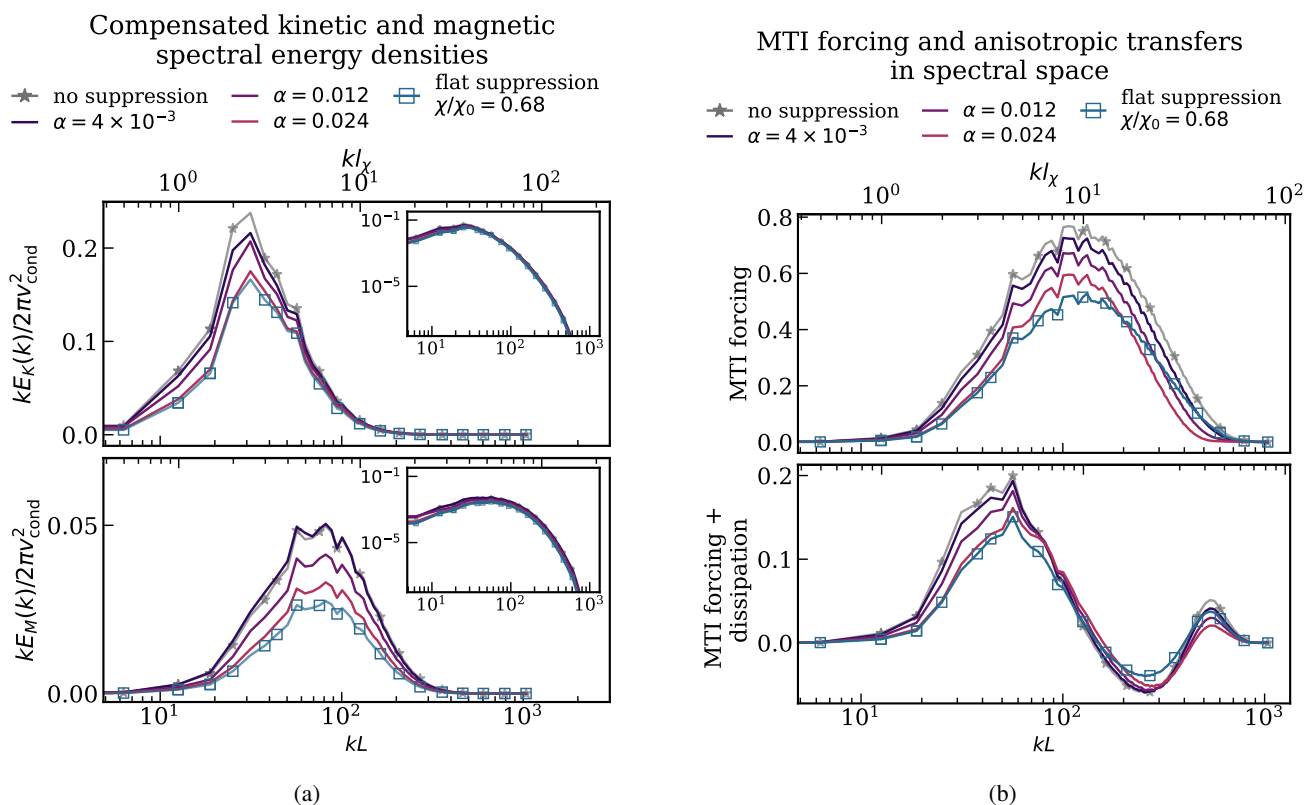 Compensated kinetic and magnetic
spectral energy densities
no suppression
α = 4 × 10⁻³
α = 0.012
α = 0.024
flat suppression
χ/χ₀ = 0.68
kl_χ
10⁰ 10¹ 10²
kE_K(k)/2πv²_cond
0.2
0.1
0.0
10⁻¹
10⁻⁵
10¹ 10² 10³
kE_M(k)/2πv²_cond
0.05
0.00
10⁻¹
10⁻⁵
10¹ 10² 10³
10¹ 10² 10³
kL
(a)
MTI forcing and anisotropic transfers
in spectral space
no suppression
α = 4 × 10⁻³
α = 0.012
α = 0.024
flat suppression
χ/χ₀ = 0.68
kl_χ
10⁰ 10¹ 10²
MTI forcing
0.8
0.6
0.4
0.2
0.0
MTI forcing +
dissipation
0.2
0.1
0.0
10¹ 10² 10³
kL
(b)